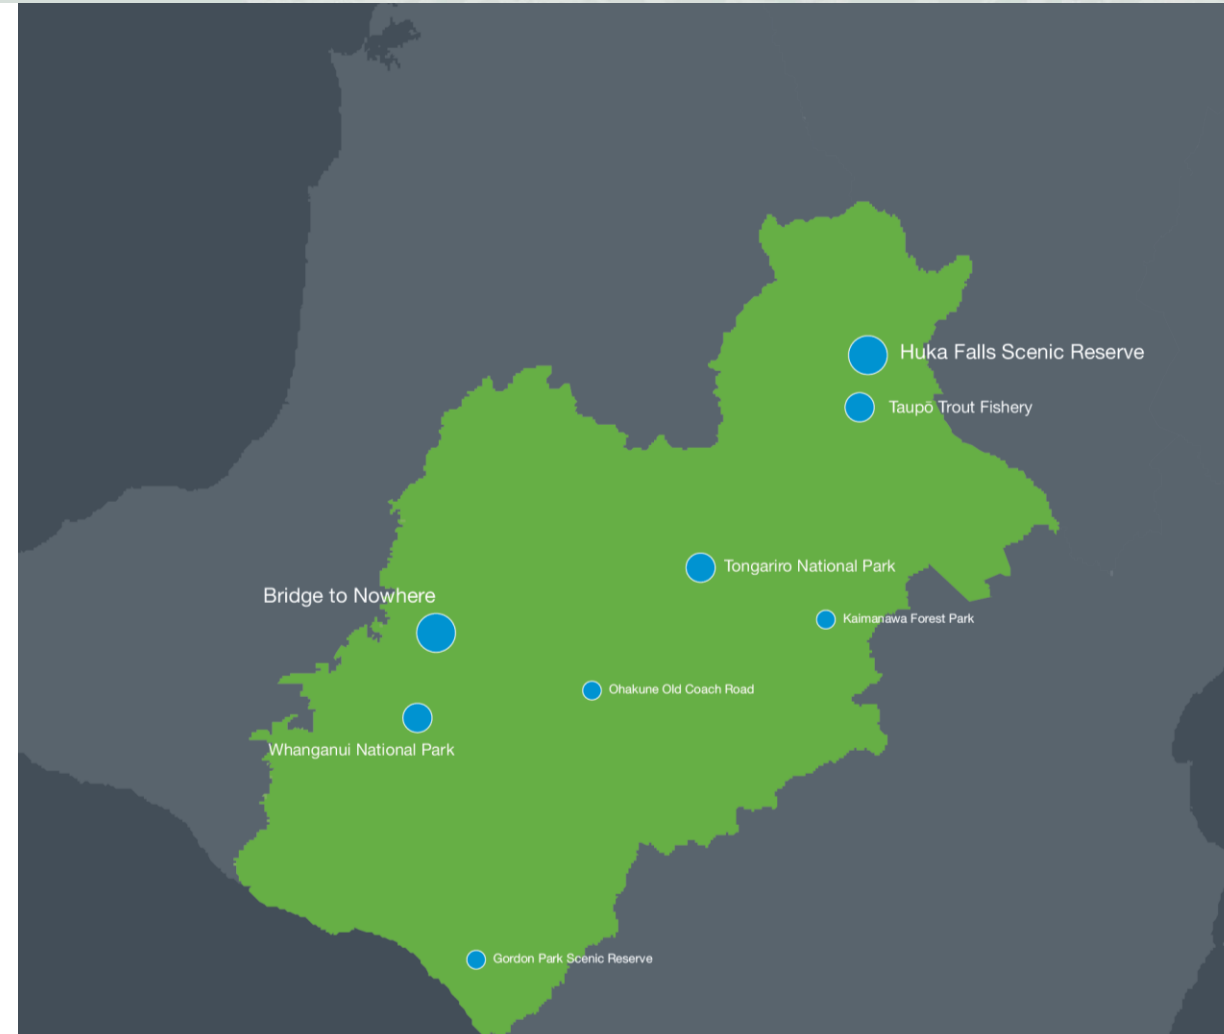 Huka Falls Scenic Reserve
Taupō Trout Fishery
Tongariro National Park
Bridge to Nowhere
Kaimanawa Forest Park
Ohakune Old Coach Road
Whanganui National Park
Gordon Park Scenic Reserve